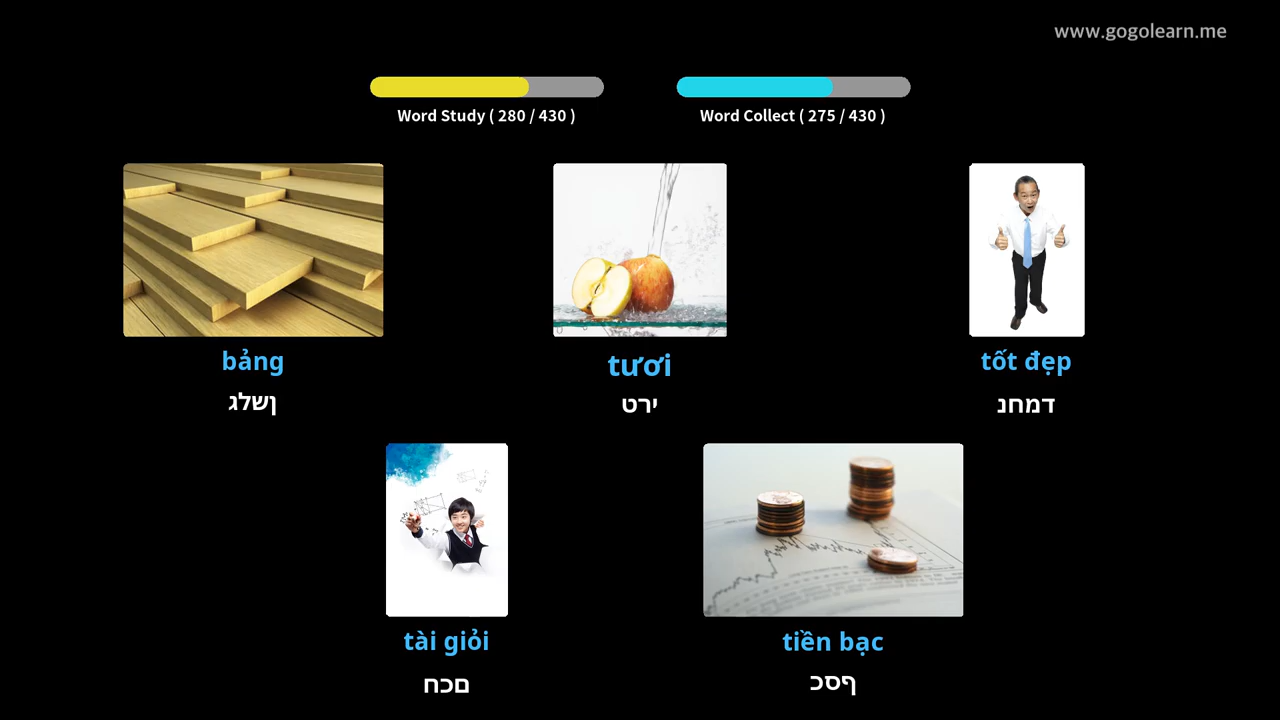 www.gogolearn.me
Word Study ( 280 / 430 )
Word Collect ( 275 / 430 )
bảng
גלשן
tươi
טרי
tốt đẹp
נחמד
tài giỏi
חכם
tiền bạc
כסף